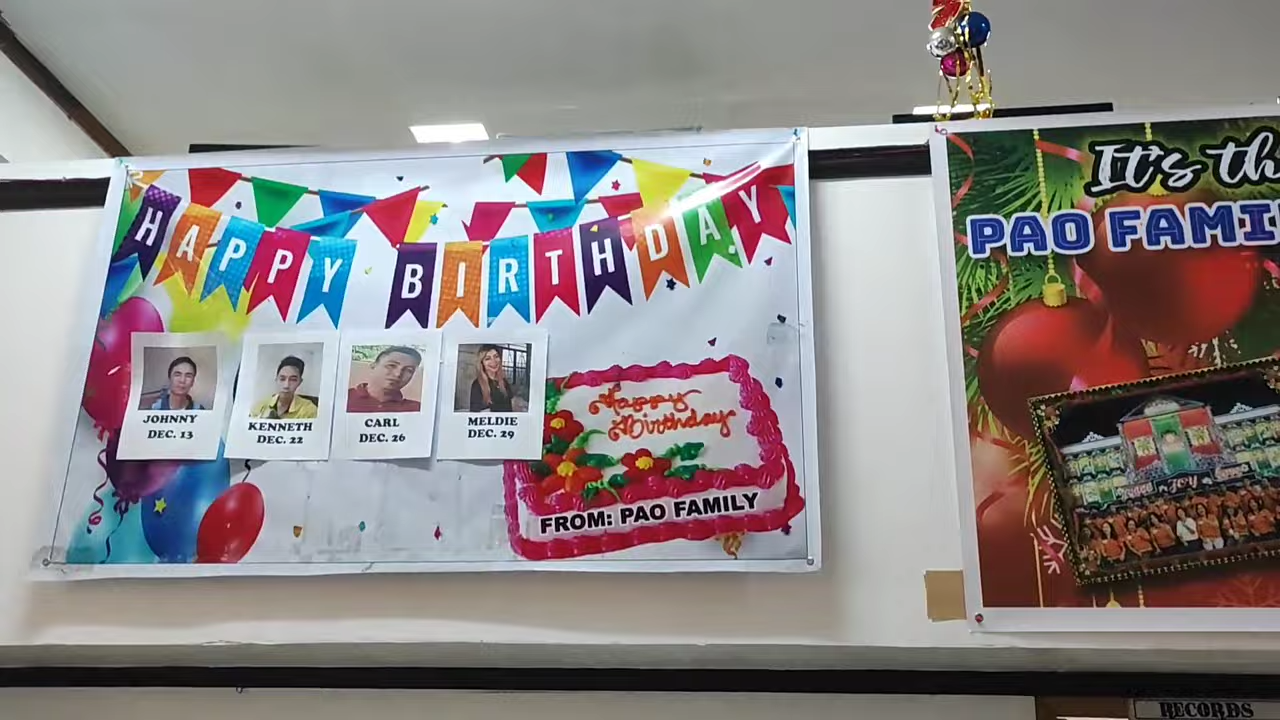 HAPPY BIRTHDAY
JOHNNY
DEC. 13
KENNETH
DEC. 22
CARL
DEC. 26
MELDIE
DEC. 29
Happy
Birthday
FROM: PAO FAMILY
It's th
PAO FAMI
JOY
RECORDS